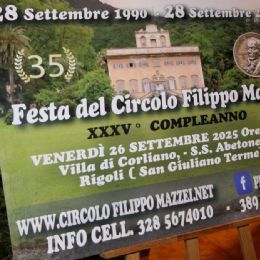 28 Settembre 1990 - 28 Settembre
35
Festa del Circolo Filippo
XXXV° COMPLEANNO
VENERDÌ 26 SETTEMBRE 2025 Ore
Villa di Corliano, - S.S. Abetone
Rigoli ( San Giuliano Terme
WWW.CIRCOLO FILIPPO MAZZEI.NET
INFO CELL. 328 5674010 - 389